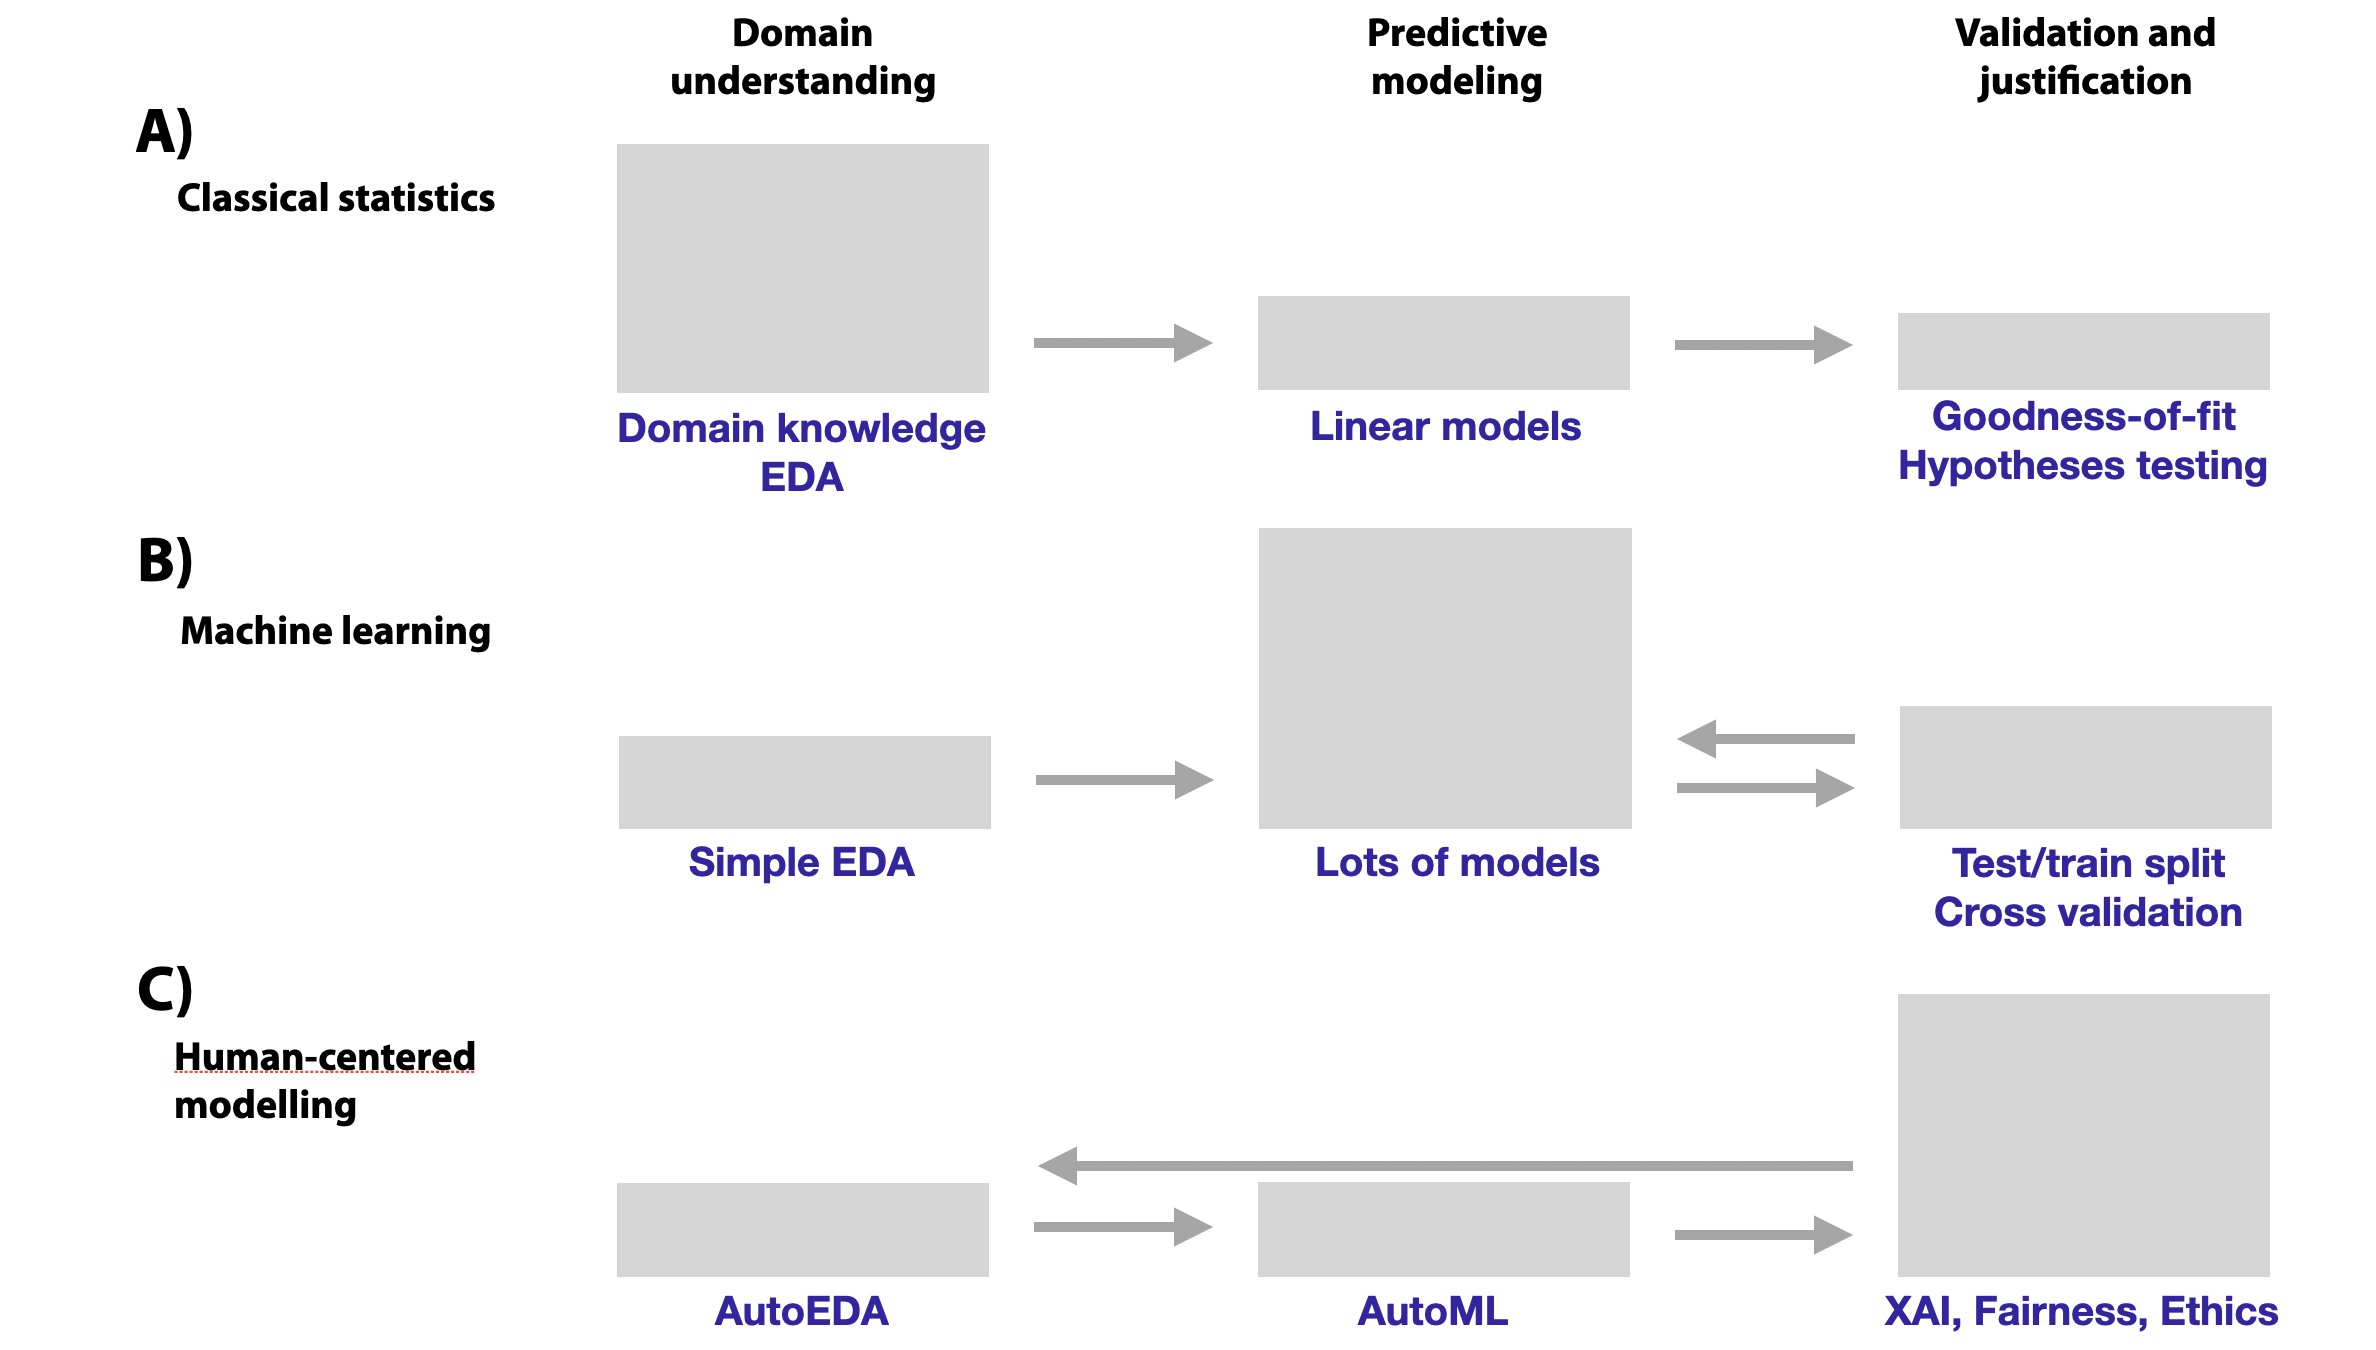 Domain
understanding
Predictive
modeling
Validation and
justification
A)
Classical statistics
Domain knowledge
EDA
Linear models
Goodness-of-fit
Hypotheses testing
B)
Machine learning
Simple EDA
Lots of models
Test/train split
Cross validation
C)
Human-centered
modelling
AutoEDA
AutoML
XAI, Fairness, Ethics